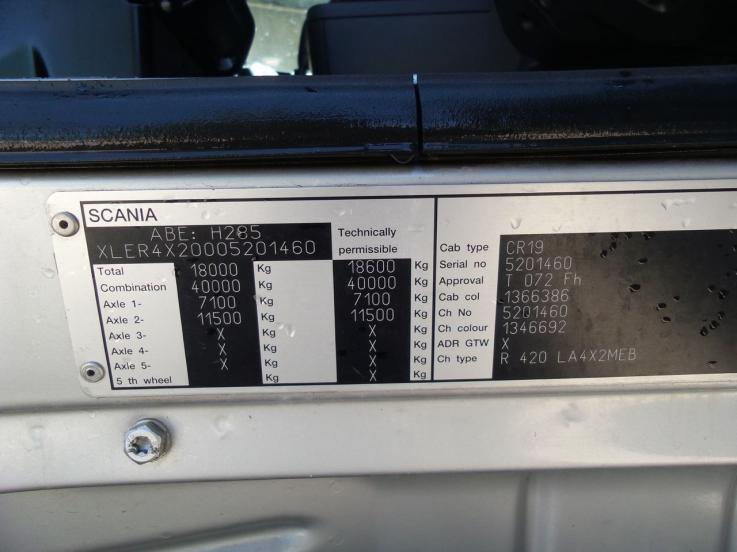 SCANIA
ABE: H285
XLER4X20005201460
Technically
permissible
Total 18000 Kg 18600 Kg
Combination 40000 Kg 40000 Kg
Axle 1- 7100 Kg 7100 Kg
Axle 2- 11500 Kg 11500 Kg
Axle 3- X Kg X Kg
Axle 4- X Kg X Kg
Axle 5- X Kg X Kg
5 th wheel Kg X Kg
Cab type CR19
Serial no 5201460
Approval T 072 Fh
Cab col 1366386
Ch No 5201460
Ch colour 1346692
ADR GTW X
Ch type R 420 LA4X2MEB